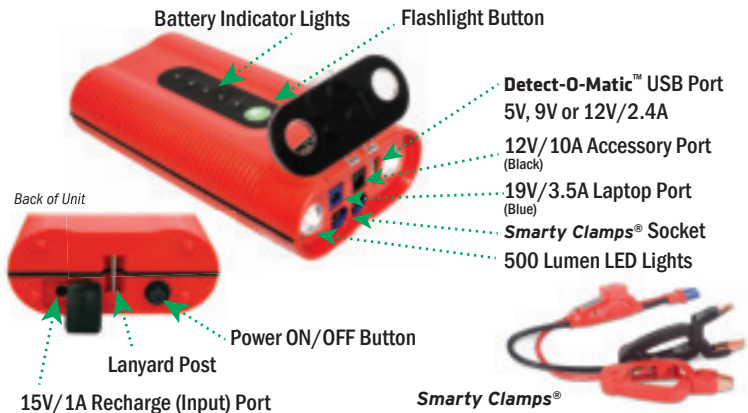 Battery Indicator Lights
Flashlight Button
Detect-O-Matic™ USB Port
5V, 9V or 12V/2.4A
12V/10A Accessory Port
(Black)
19V/3.5A Laptop Port
(Blue)
Smarty Clamps® Socket
500 Lumen LED Lights
Back of Unit
Power ON/OFF Button
Lanyard Post
15V/1A Recharge (Input) Port
Smarty Clamps®